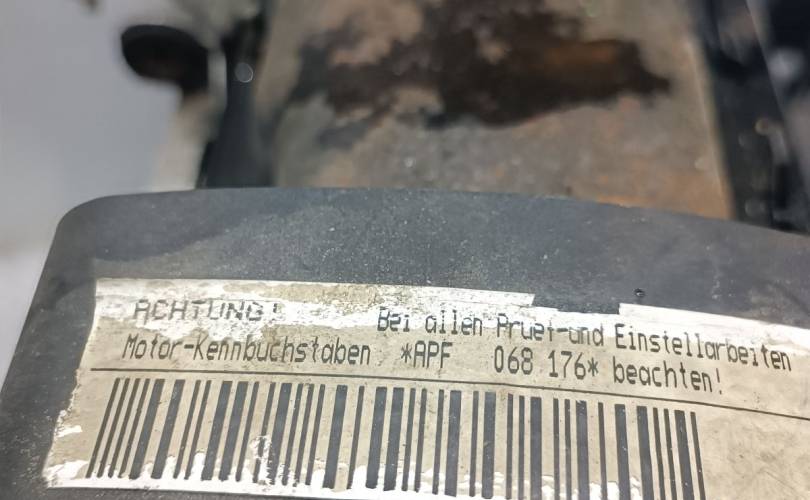 ACHTUNG! Bei allen Pruef-und Einstellarbeiten
Motor-Kennbuchstaben *APF 068 176* beachten!